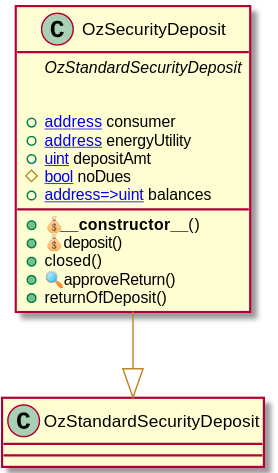 C OzSecurityDeposit
OzStandardSecurityDeposit
address consumer
address energyUtility
uint depositAmt
bool noDues
address=>uint balances
__constructor__()
deposit()
closed()
approveReturn()
returnOfDeposit()
C OzStandardSecurityDeposit